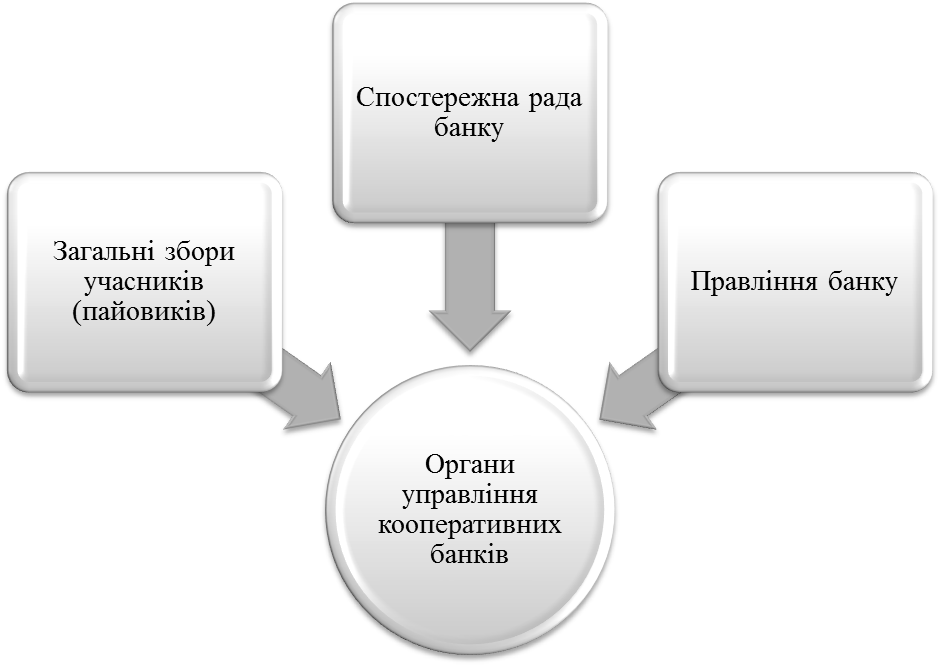 Спостережна рада
банку
Загальні збори
учасників
(пайовиків)
Правління банку
Органи
управління
кооперативних
банків